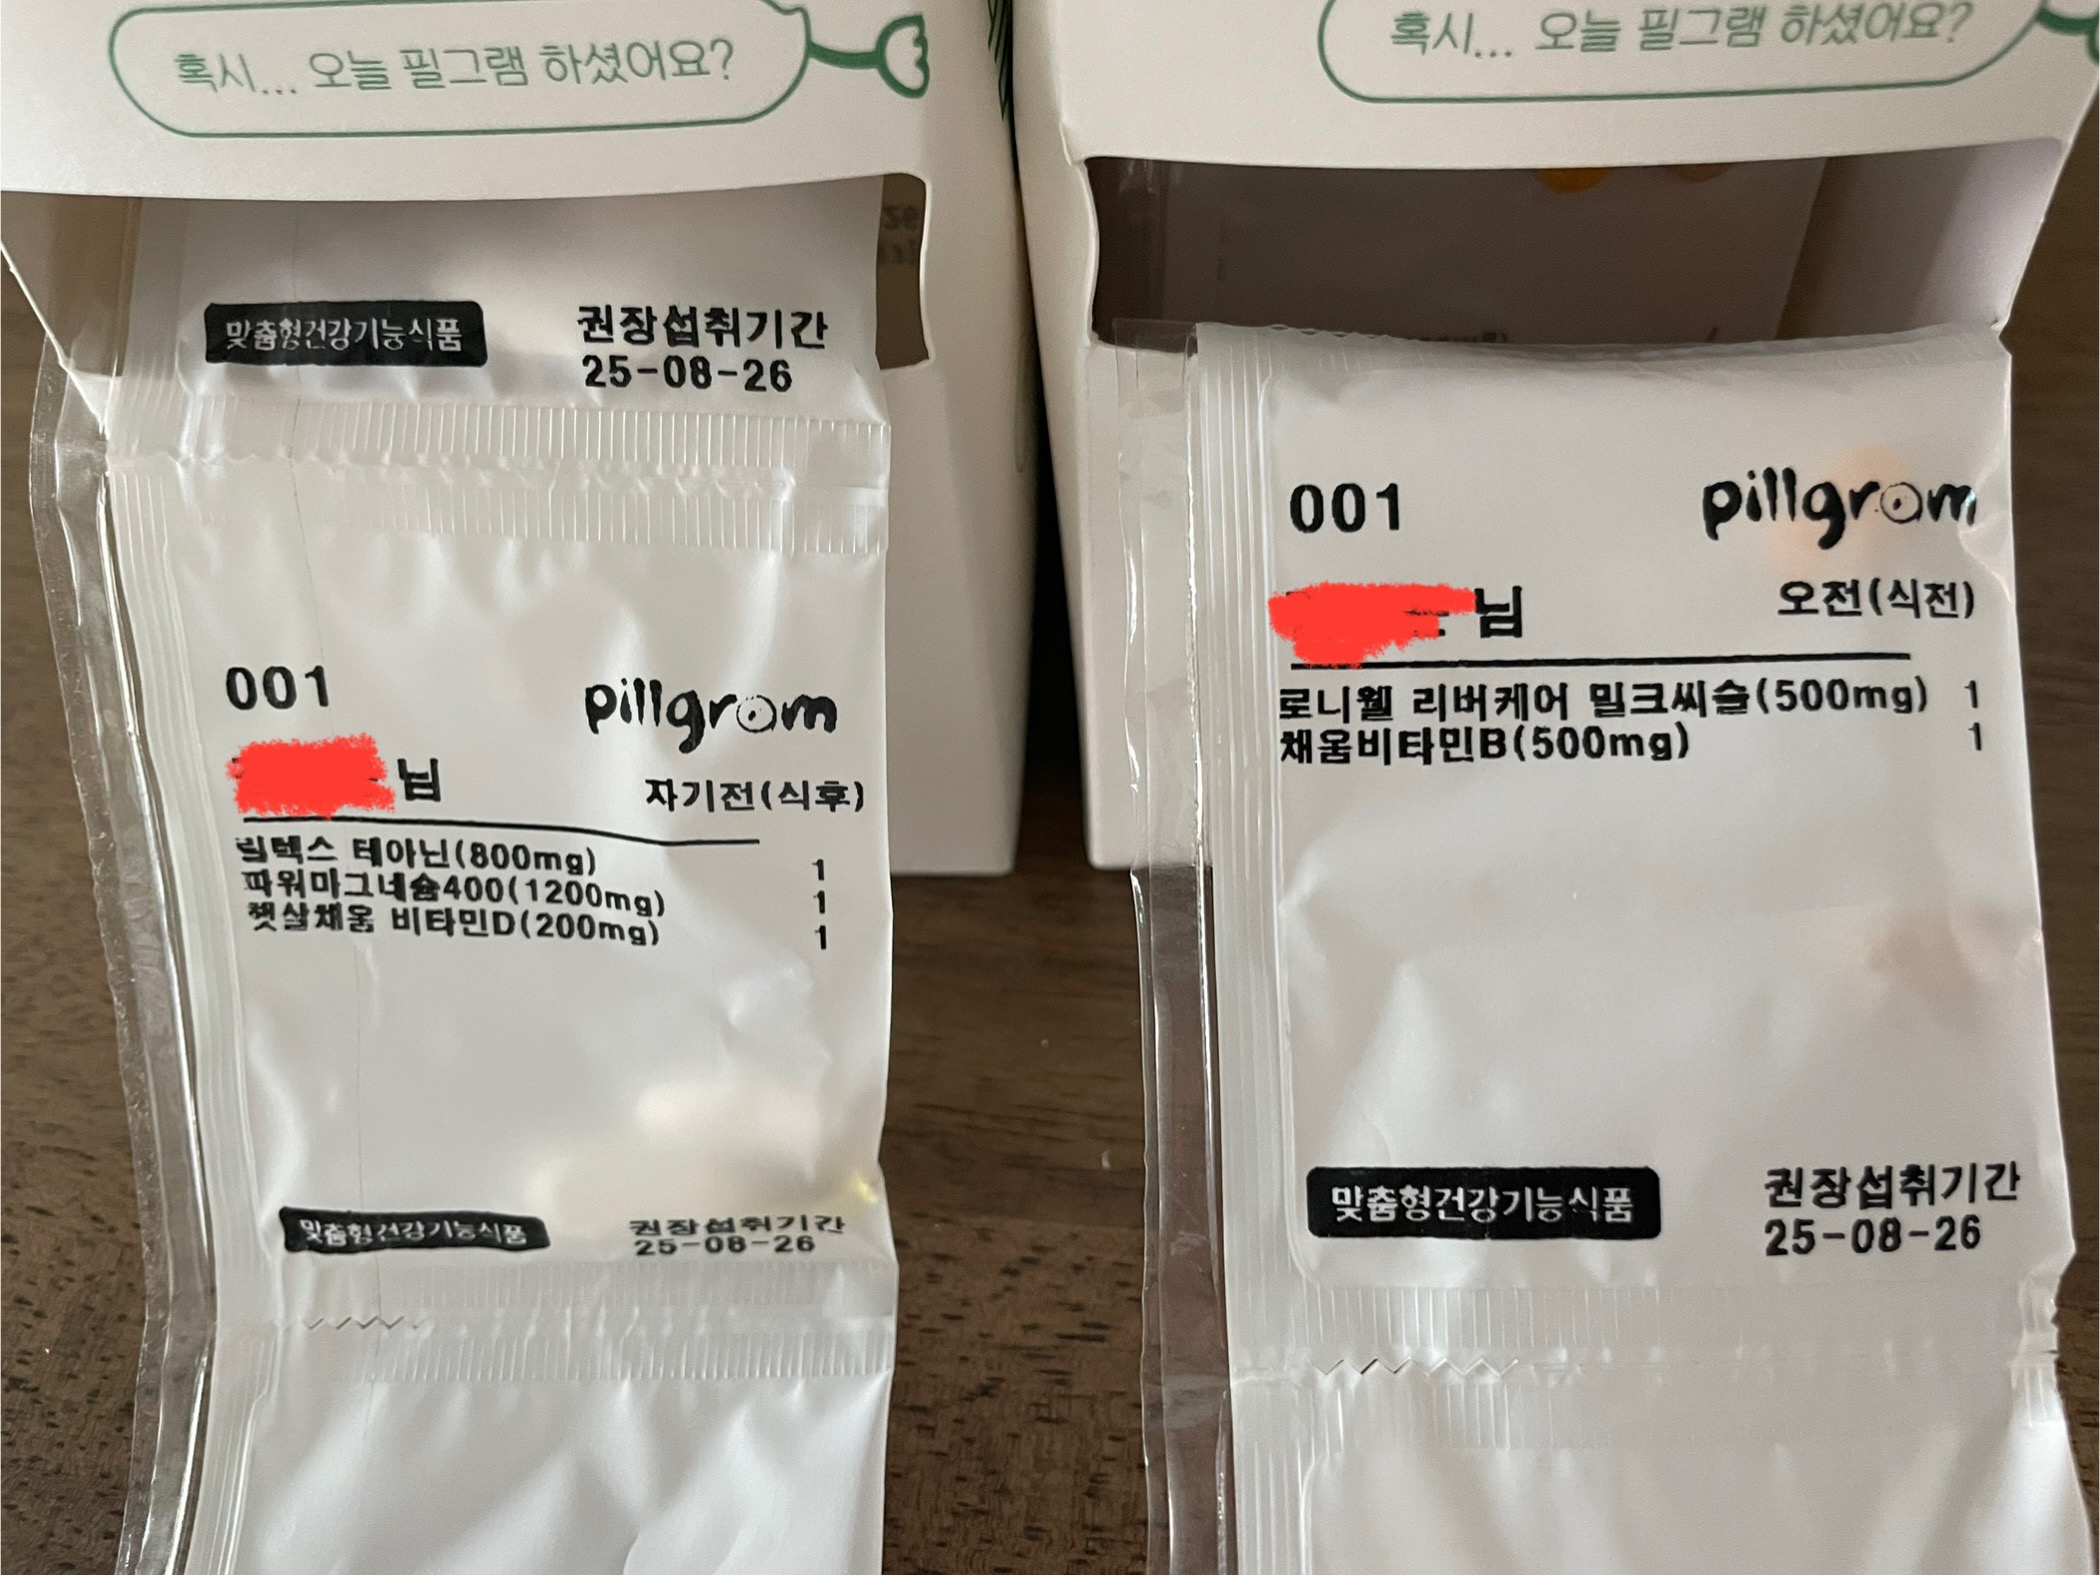 혹시... 오늘 필그램 하셨어요?
맞춤형건강기능식품
권장섭취기간
25-08-26
001
pillgram
님
자기전(식후)
릴텍스 테아닌(800mg) 1
파워마그네슘400(1200mg) 1
햇살채움 비타민D(200mg) 1
맞춤형건강기능식품
권장섭취기간
25-08-26
혹시... 오늘 필그램 하셨어요?
001
pillgram
님
오전(식전)
로니웰 리버케어 밀크씨슬(500mg) 1
채움비타민B(500mg) 1
맞춤형건강기능식품
권장섭취기간
25-08-26